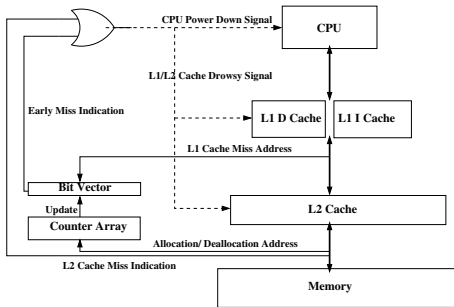 CPU Power Down Signal
CPU
L1/L2 Cache Drowsy Signal
Early Miss Indication
L1 D Cache
L1 I Cache
L1 Cache Miss Address
Bit Vector
Update
L2 Cache
Counter Array
Allocation/ Deallocation Address
L2 Cache Miss Indication
Memory